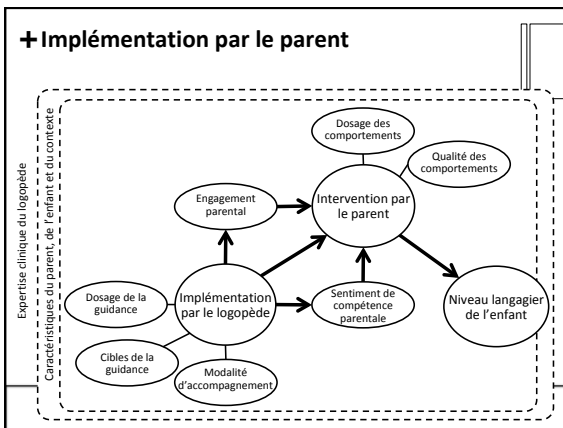 + Implémentation par le parent
Expertise clinique du logopède
Caractéristiques du parent, de l'enfant et du contexte
Dosage des
comportements
Qualité des
comportements
Engagement
parental
Intervention par
le parent
Dosage de la
guidance
Implémentation
par le logopède
Sentiment de
compétence
parentale
Niveau langagier
de l'enfant
Cibles de la
guidance
Modalité
d'accompagnement